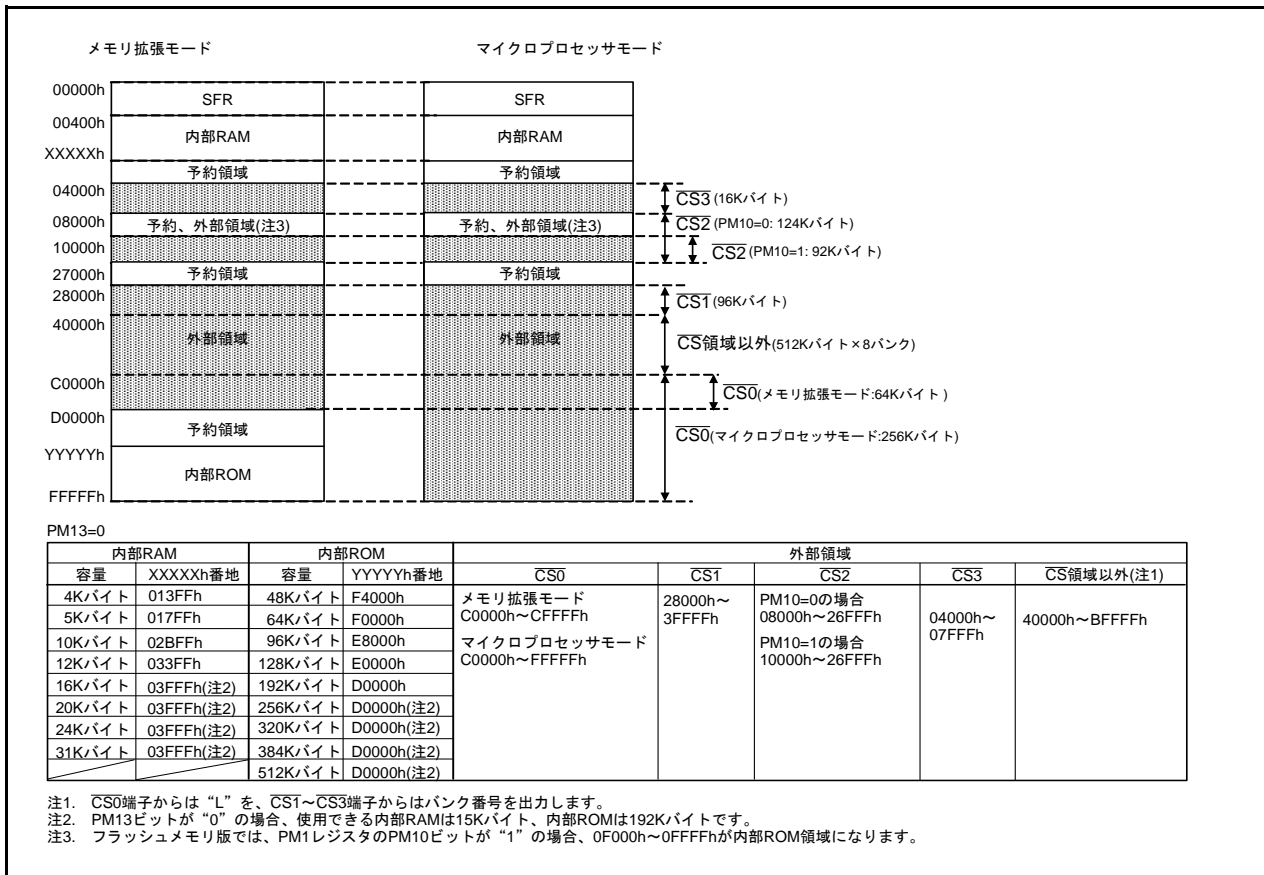 メモリ拡張モード マイクロプロセッサモード
00000h
SFR SFR
00400h
内部RAM 内部RAM
XXXXXh
予約領域 予約領域
04000h
CS3(16Kバイト)
08000h 予約、外部領域(注3) 予約、外部領域(注3) CS2(PM10=0: 124Kバイト)
10000h CS2(PM10=1: 92Kバイト)
27000h 予約領域 予約領域
28000h
CS1(96Kバイト)
40000h
外部領域 外部領域 CS領域以外(512Kバイト×8バンク)
C0000h
CS0(メモリ拡張モード:64Kバイト)
D0000h
予約領域 CS0(マイクロプロセッサモード:256Kバイト)
YYYYYh
内部ROM
FFFFFh
PM13=0
内部RAM 内部ROM 外部領域
容量 XXXXXh番地 容量 YYYYYh番地 CS0 CS1 CS2 CS3 CS領域以外(注1)
4Kバイト 013FFh 48Kバイト F4000h メモリ拡張モード 28000h～ PM10=0の場合
5Kバイト 017FFh 64Kバイト F0000h C0000h～CFFFFh 3FFFFh 08000h～26FFFh 04000h～ 40000h～BFFFFh
10Kバイト 02BFFh 96Kバイト E8000h マイクロプロセッサモード PM10=1の場合 07FFFh
12Kバイト 033FFh 128Kバイト E0000h C0000h～FFFFFh 10000h～26FFFh
16Kバイト 03FFFh(注2) 192Kバイト D0000h
20Kバイト 03FFFh(注2) 256Kバイト D0000h(注2)
24Kバイト 03FFFh(注2) 320Kバイト D0000h(注2)
31Kバイト 03FFFh(注2) 384Kバイト D0000h(注2)
512Kバイト D0000h(注2)
注1. CS0端子からは“L”を、CS1～CS3端子からはバンク番号を出力します。
注2. PM13ビットが“0”の場合、使用できる内部RAMは15Kバイト、内部ROMは192Kバイトです。
注3. フラッシュメモリ版では、PM1レジスタのPM10ビットが“1”の場合、0F000h～0FFFFhが内部ROM領域になります。